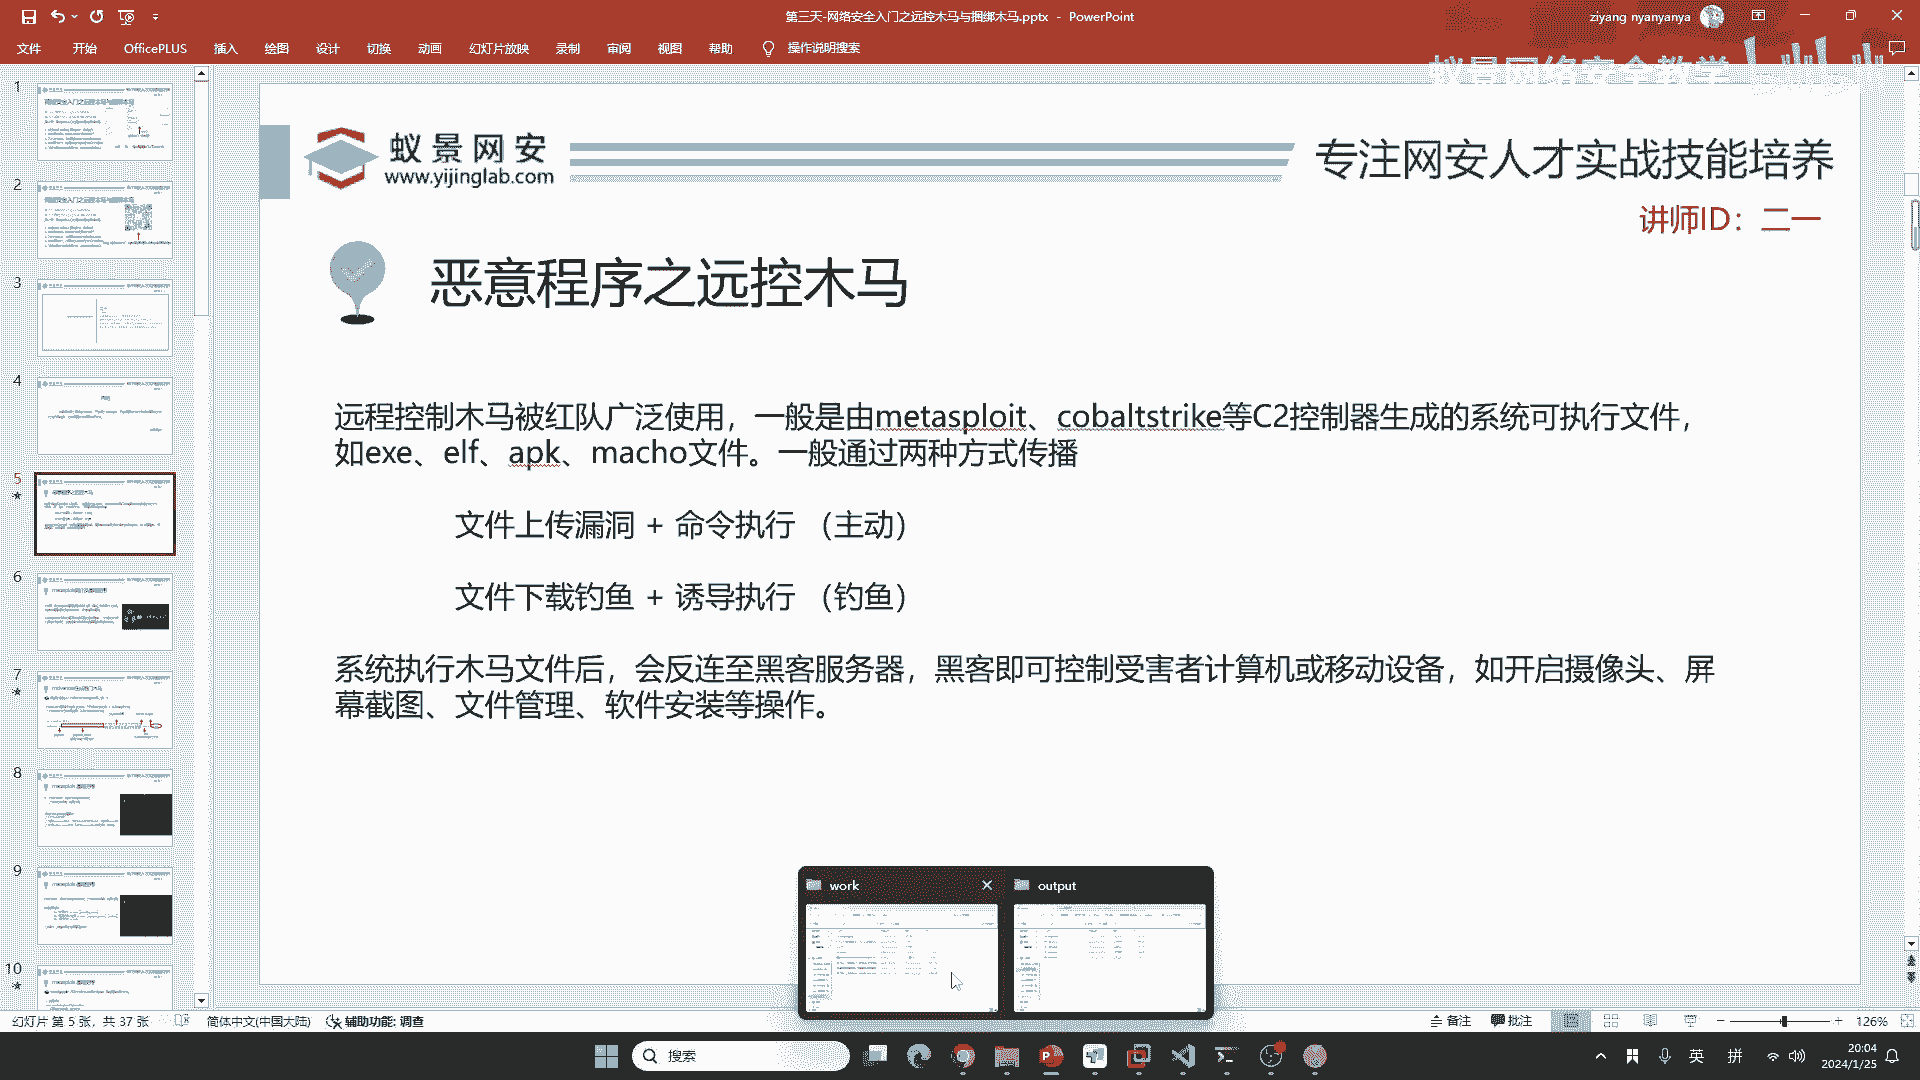 第三天-网络安全入门之远控木马与捆绑木马.pptx - PowerPoint
ziyang nyanyanya
文件 开始 OfficePLUS 插入 绘图 设计 切换 动画 幻灯片放映 录制 审阅 视图 帮助 操作说明搜索
蚁景网络安全教学 bilibili
蚁景网安
www.yijinglab.com
专注网安人才实战技能培养
讲师ID：二一
恶意程序之远控木马
远程控制木马被红队广泛使用，一般是由metasploit、cobaltstrike等C2控制器生成的系统可执行文件，
如exe、elf、apk、macho文件。一般通过两种方式传播
文件上传漏洞 + 命令执行 （主动）
文件下载钓鱼 + 诱导执行 （钓鱼）
系统执行木马文件后，会反连至黑客服务器，黑客即可控制受害者计算机或移动设备，如开启摄像头、屏
幕截图、文件管理、软件安装等操作。
1
2
3
4
5
6
7
8
9
10
work
output
幻灯片 第 5 张，共 37 张 简体中文(中国大陆) 辅助功能: 调查
备注 批注 126%
搜索
英 拼
20:04
2024/1/25